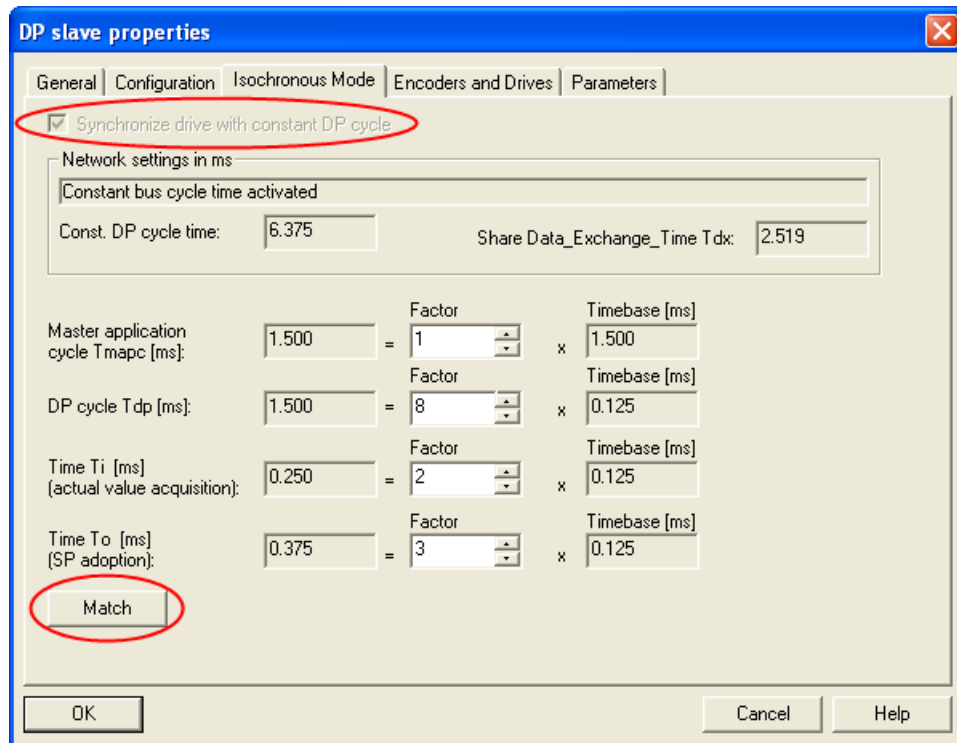 DP slave properties
General Configuration Isochronous Mode Encoders and Drives Parameters
Synchronize drive with constant DP cycle
Network settings in ms
Constant bus cycle time activated
Const. DP cycle time: 6.375 Share Data_Exchange_Time Tdx: 2.519
Factor Timebase [ms]
Master application
cycle Tmapc [ms]: 1.500 = 1 x 1.500
Factor Timebase [ms]
DP cycle Tdp [ms]: 1.500 = 8 x 0.125
Factor Timebase [ms]
Time Ti [ms]
(actual value acquisition): 0.250 = 2 x 0.125
Factor Timebase [ms]
Time To [ms]
(SP adoption): 0.375 = 3 x 0.125
Match
OK Cancel Help